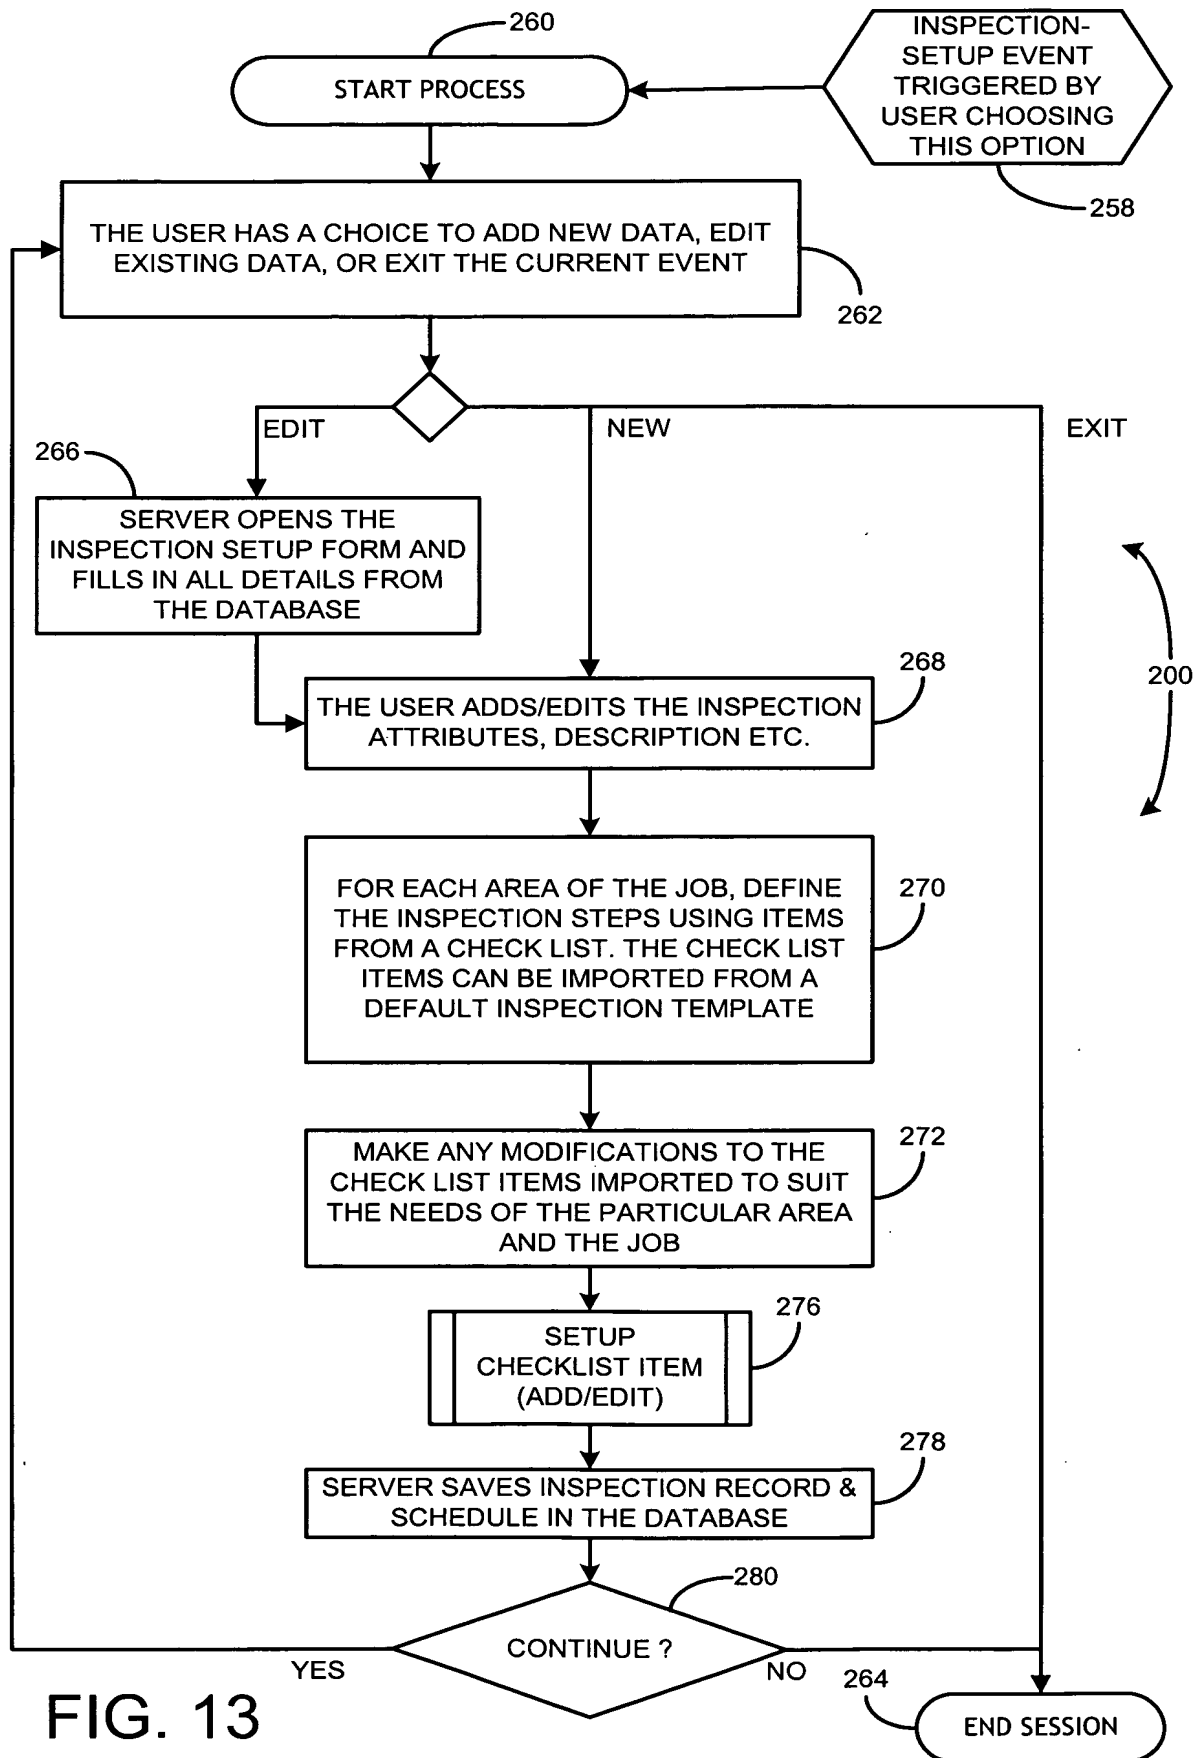 260
START PROCESS
INSPECTION-
SETUP EVENT
TRIGGERED BY
USER CHOOSING
THIS OPTION
258
THE USER HAS A CHOICE TO ADD NEW DATA, EDIT
EXISTING DATA, OR EXIT THE CURRENT EVENT
262
EDIT
NEW
EXIT
266
SERVER OPENS THE
INSPECTION SETUP FORM AND
FILLS IN ALL DETAILS FROM
THE DATABASE
200
268
THE USER ADDS/EDITS THE INSPECTION
ATTRIBUTES, DESCRIPTION ETC.
270
FOR EACH AREA OF THE JOB, DEFINE
THE INSPECTION STEPS USING ITEMS
FROM A CHECK LIST. THE CHECK LIST
ITEMS CAN BE IMPORTED FROM A
DEFAULT INSPECTION TEMPLATE
272
MAKE ANY MODIFICATIONS TO THE
CHECK LIST ITEMS IMPORTED TO SUIT
THE NEEDS OF THE PARTICULAR AREA
AND THE JOB
276
SETUP
CHECKLIST ITEM
(ADD/EDIT)
278
SERVER SAVES INSPECTION RECORD &
SCHEDULE IN THE DATABASE
280
CONTINUE ?
YES
NO
264
END SESSION
FIG. 13